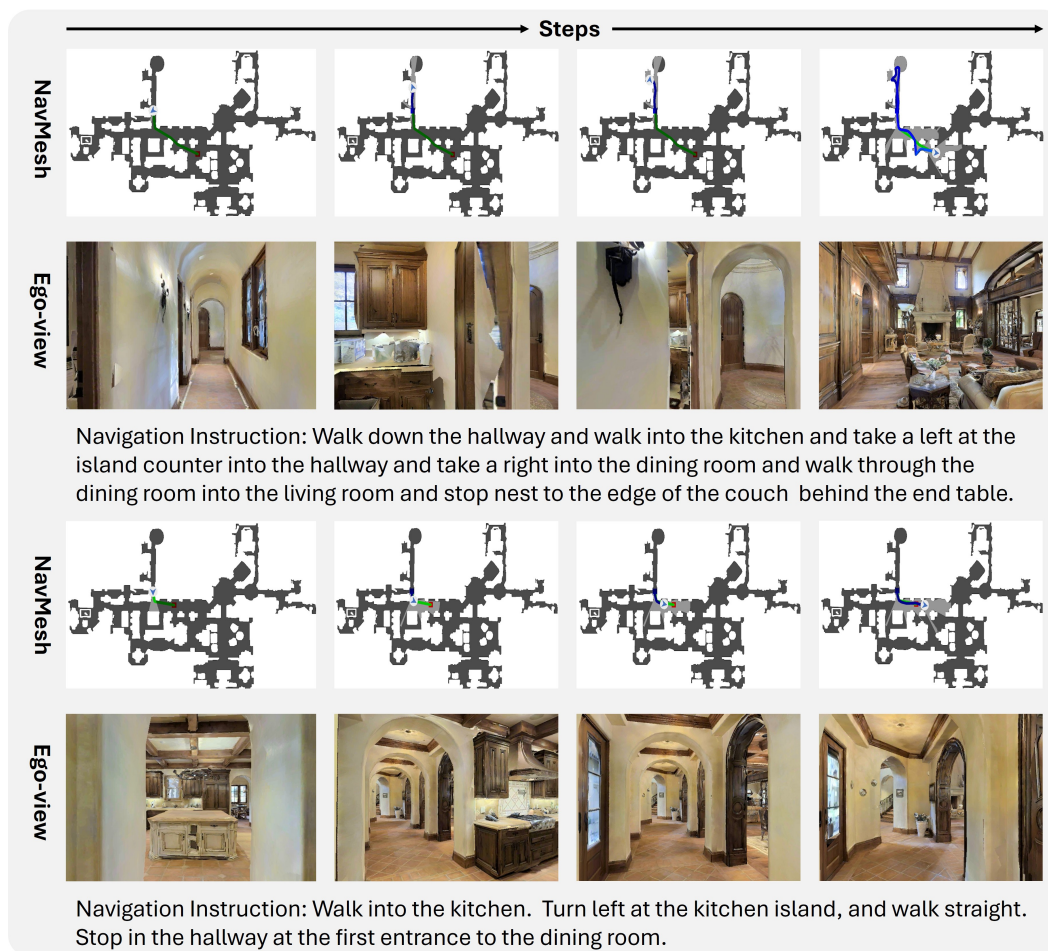 Steps
NavMesh
Ego-view
Navigation Instruction: Walk down the hallway and walk into the kitchen and take a left at the
island counter into the hallway and take a right into the dining room and walk through the
dining room into the living room and stop nest to the edge of the couch behind the end table.
NavMesh
Ego-view
Navigation Instruction: Walk into the kitchen. Turn left at the kitchen island, and walk straight.
Stop in the hallway at the first entrance to the dining room.